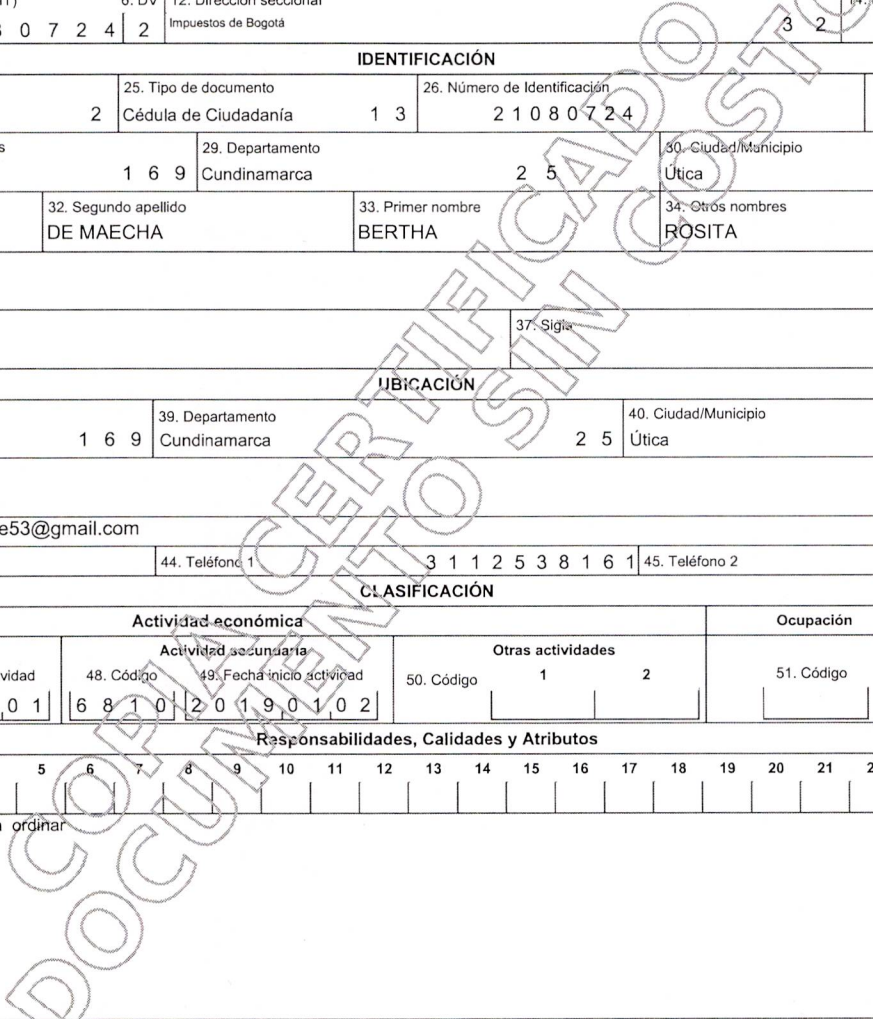 6. DV 12. Dirección seccional
0 7 2 4 2 Impuestos de Bogotá 3 2
IDENTIFICACIÓN
25. Tipo de documento 26. Número de Identificación
2 Cédula de Ciudadanía 1 3 2 1 0 8 0 7 2 4
29. Departamento 30. Ciudad/Municipio
1 6 9 Cundinamarca 2 5 Útica
32. Segundo apellido 33. Primer nombre 34. Otros nombres
DE MAECHA BERTHA ROSITA
37. Sigla
UBICACIÓN
39. Departamento 40. Ciudad/Municipio
1 6 9 Cundinamarca 2 5 Útica
e53@gmail.com
44. Teléfono 1 3 1 1 2 5 3 8 1 6 1 45. Teléfono 2
CLASIFICACIÓN
Actividad económica Ocupación
Actividad secundaria Otras actividades
vidad 48. Código 49. Fecha inicio actividad 50. Código 1 2 51. Código
0 1 6 8 1 0 2 0 1 9 0 1 0 2
Responsabilidades, Calidades y Atributos
5 6 7 8 9 10 11 12 13 14 15 16 17 18 19 20 21
ordinar
COPIA CERTIFICADO
DOCUMENTO SIN COSTO